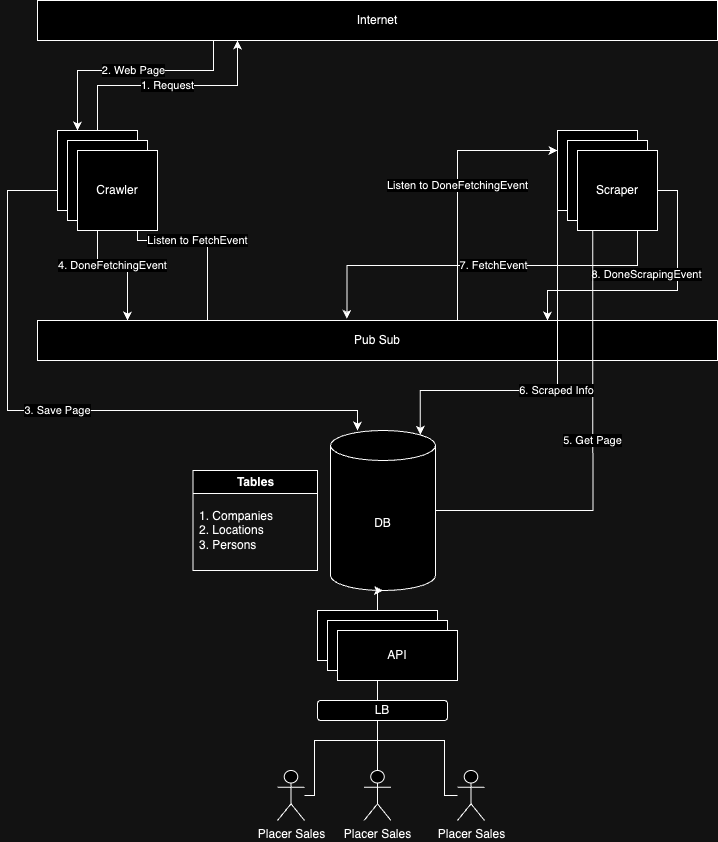 Internet
2. Web Page
1. Request
Crawler
Listen to DoneFetchingEvent
Scraper
Listen to FetchEvent
4. DoneFetchingEvent
7. FetchEvent
8. DoneScrapingEvent
Pub Sub
6. Scraped Info
3. Save Page
5. Get Page
Tables
1. Companies
2. Locations
3. Persons
DB
API
LB
Placer Sales
Placer Sales
Placer Sales